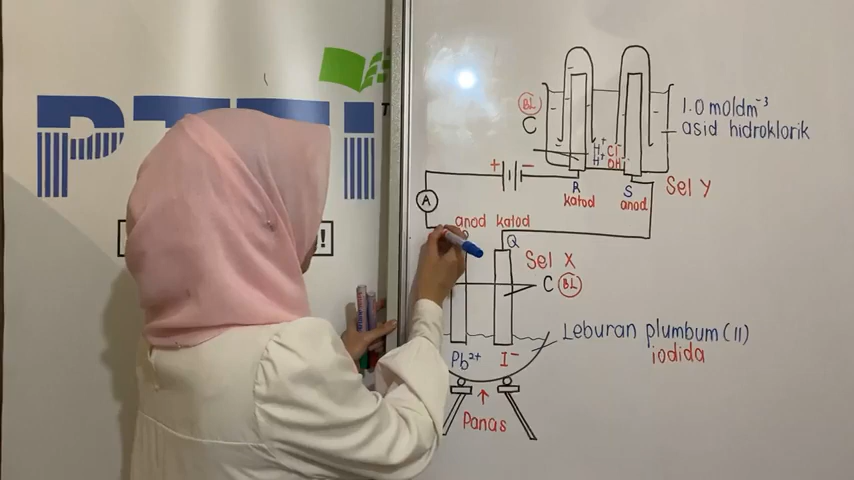 1.0 moldm⁻³
asid hidroklorik
BL
C
H⁺ Cl⁻
H⁺ OH⁻
+ −
R S
katod anod
Sel Y
A
anod katod
Q
Sel X
C BL
Leburan plumbum (II)
iodida
Pb²⁺ I⁻
↑
Panas